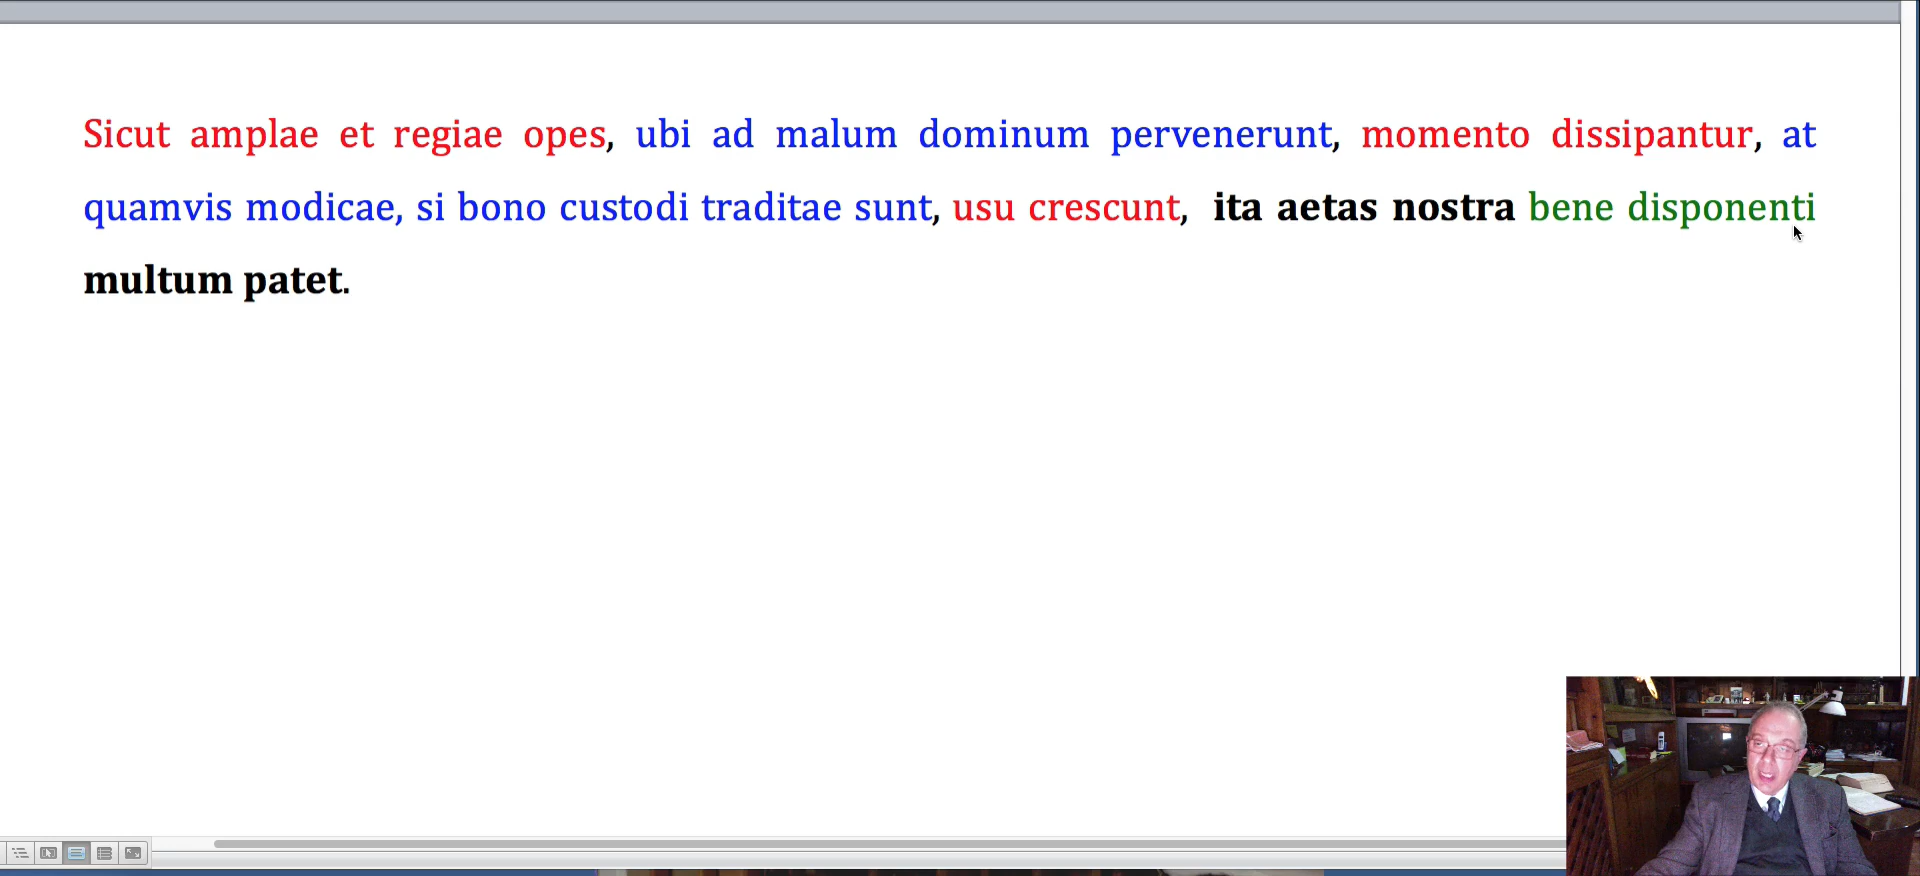 Sicut amplae et regiae opes, ubi ad malum dominum pervenerunt, momento dissipantur, at
quamvis modicae, si bono custodi traditae sunt, usu crescunt, ita aetas nostra bene disponenti
multum patet.